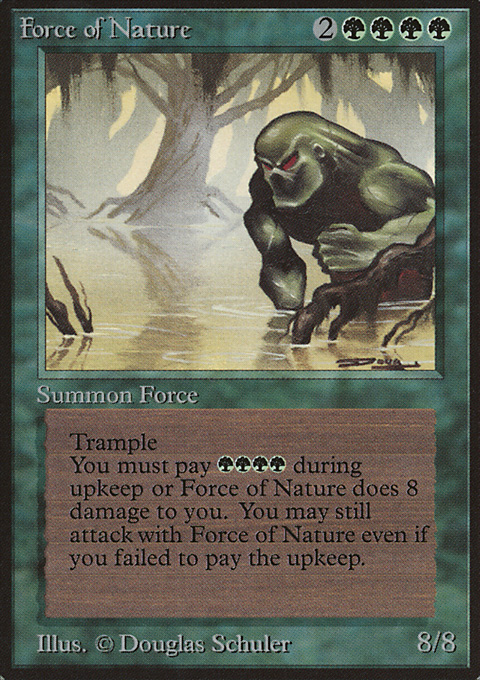 Force of Nature 2
Doug
Summon Force
Trample
You must pay during
upkeep or Force of Nature does 8
damage to you. You may still
attack with Force of Nature even if
you failed to pay the upkeep.
Illus. © Douglas Schuler 8/8